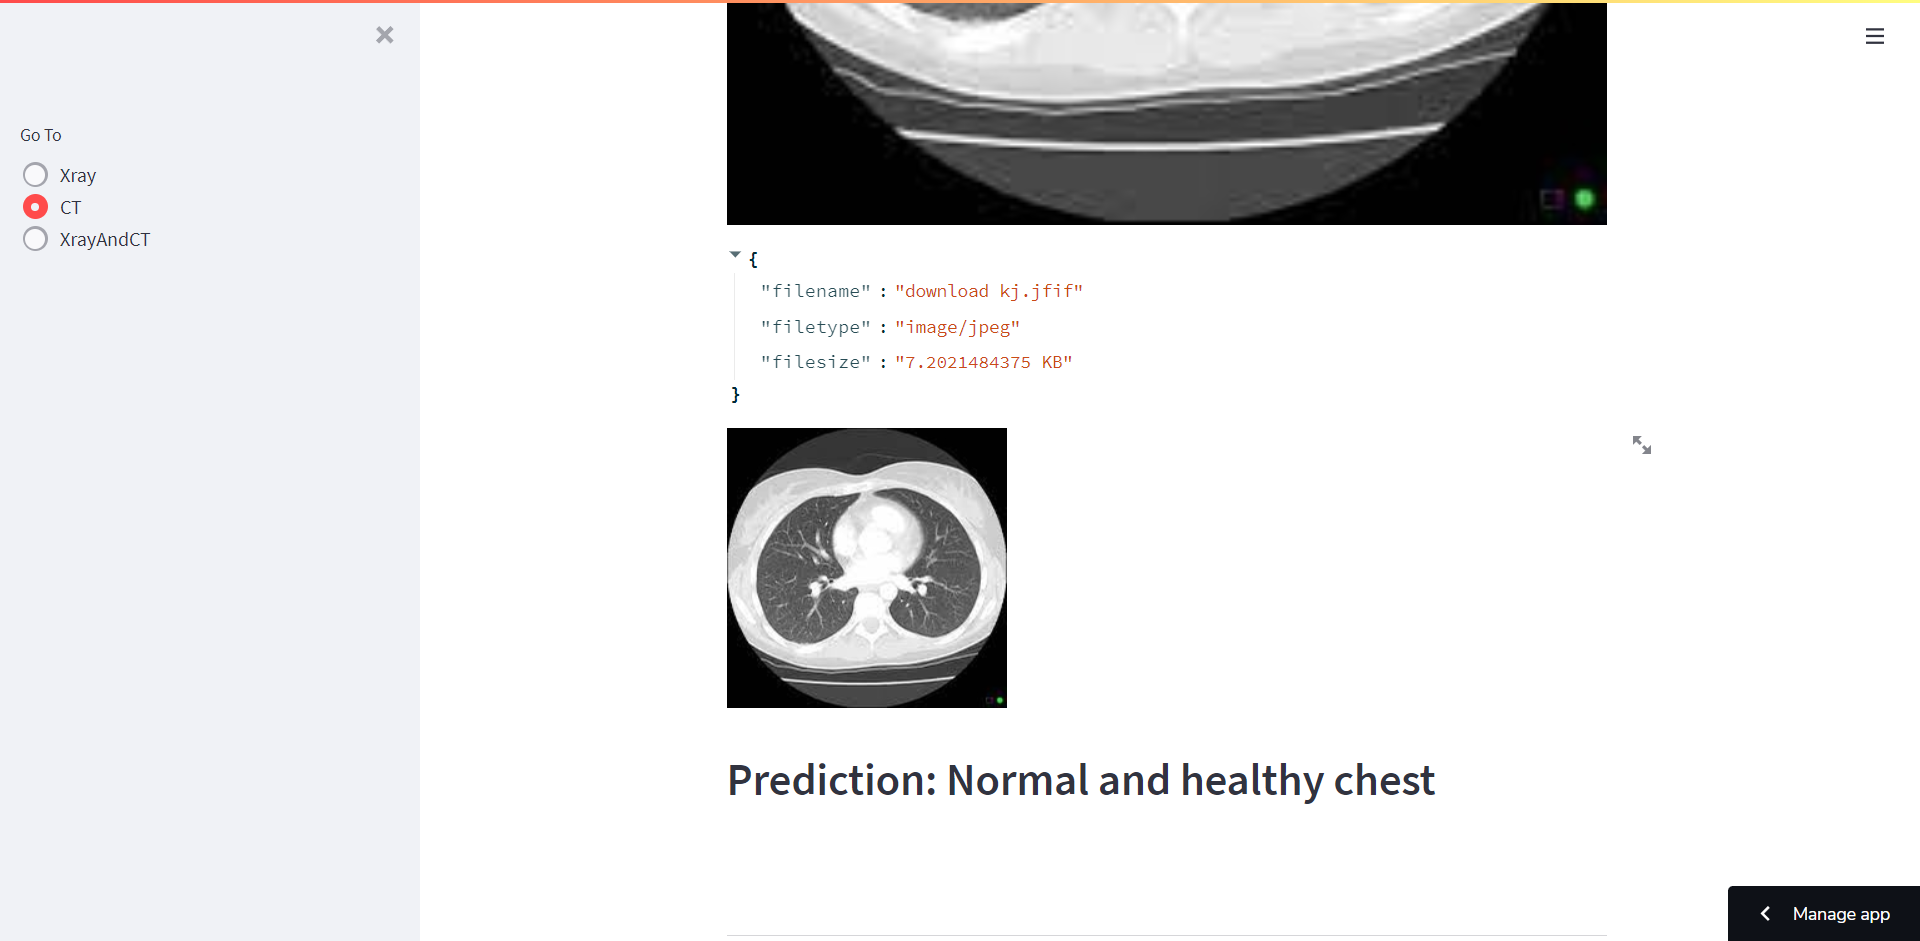 Go To
Xray
CT
XrayAndCT
{
"filename" : "download kj.jfif"
"filetype" : "image/jpeg"
"filesize" : "7.2021484375 KB"
}
Prediction: Normal and healthy chest
Manage app